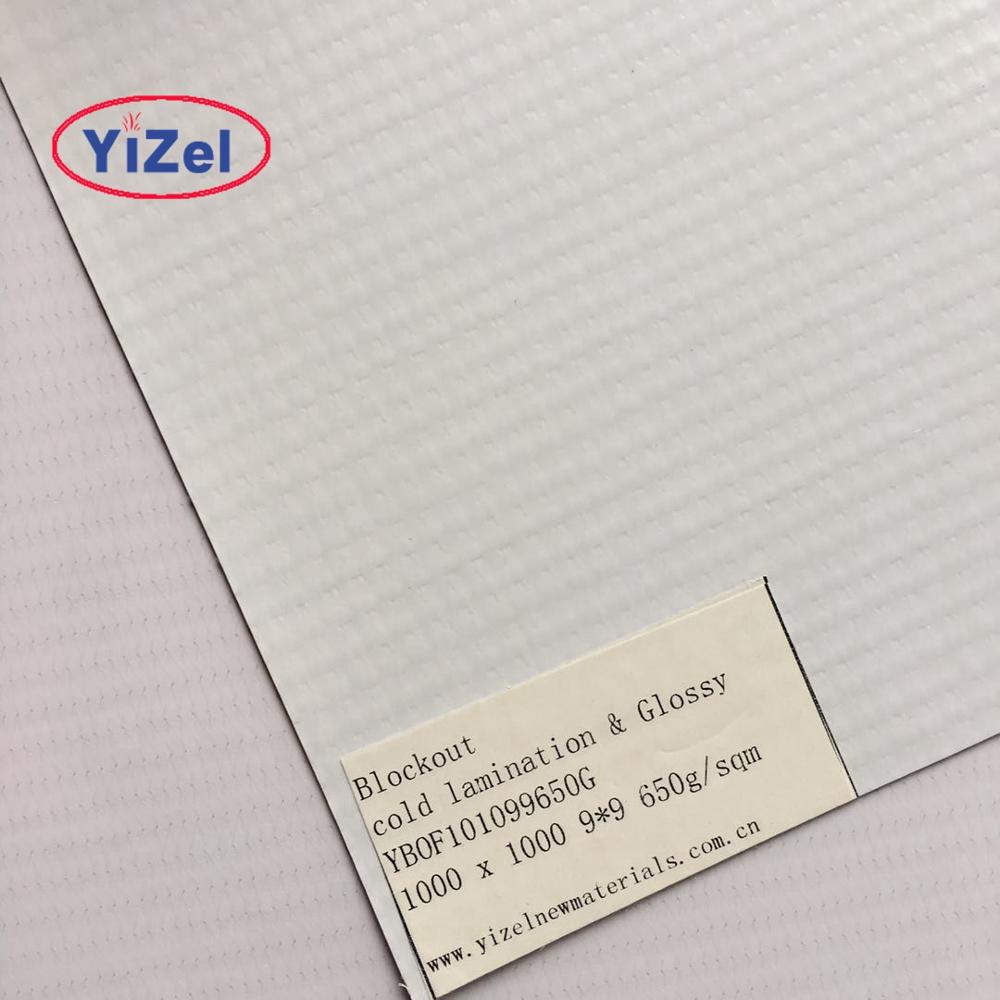 YiZel
Blockout
cold lamination & Glossy
YBOF101099650G
1000 x 1000 9*9 650g/sqm
www.yizelnewmaterials.com.cn